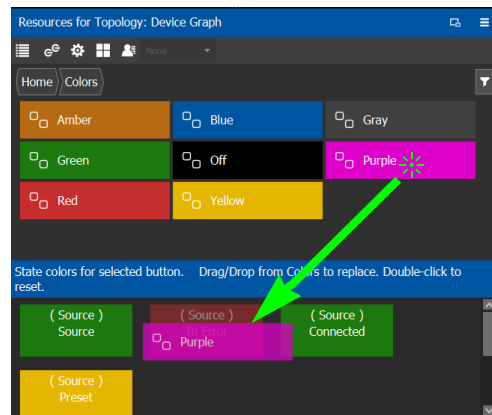 Resources for Topology: Device Graph
None
Home Colors
Amber Blue Gray
Green Off Purple
Red Yellow
State colors for selected button. Drag/Drop from Colors to replace. Double-click to
reset.
( Source ) ( Source ) ( Source )
Source In Error Connected
Purple
( Source )
Preset